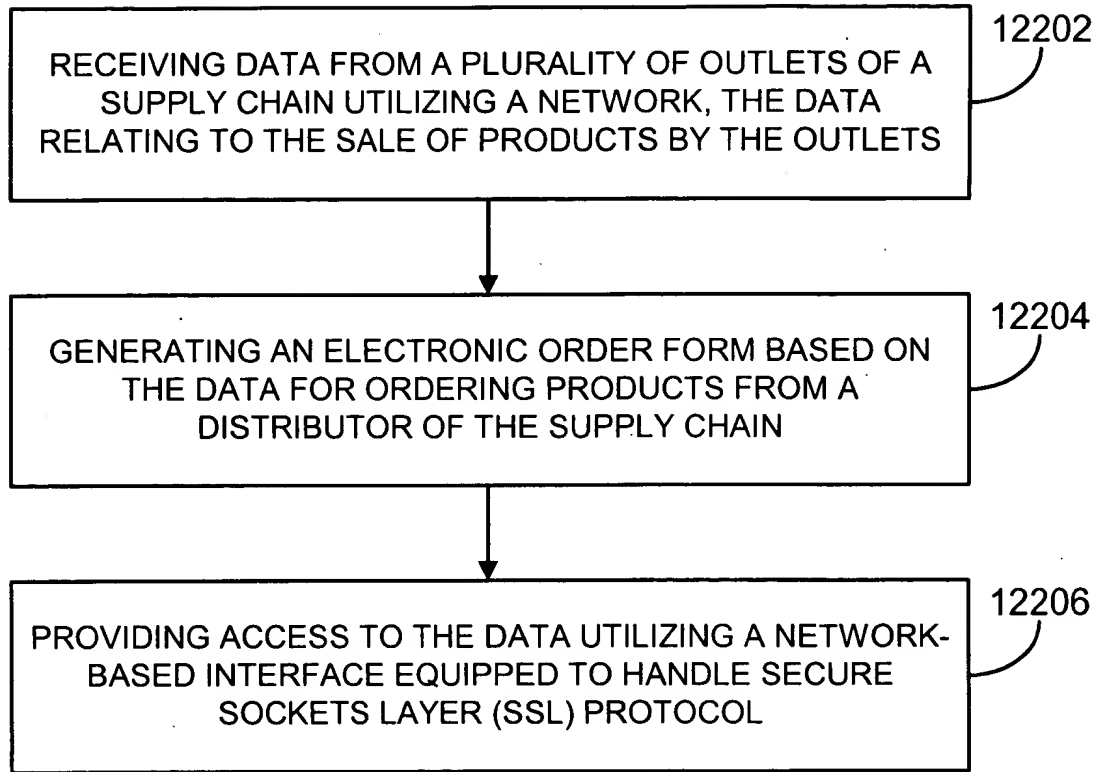 12202
RECEIVING DATA FROM A PLURALITY OF OUTLETS OF A
SUPPLY CHAIN UTILIZING A NETWORK, THE DATA
RELATING TO THE SALE OF PRODUCTS BY THE OUTLETS
12204
GENERATING AN ELECTRONIC ORDER FORM BASED ON
THE DATA FOR ORDERING PRODUCTS FROM A
DISTRIBUTOR OF THE SUPPLY CHAIN
12206
PROVIDING ACCESS TO THE DATA UTILIZING A NETWORK-
BASED INTERFACE EQUIPPED TO HANDLE SECURE
SOCKETS LAYER (SSL) PROTOCOL